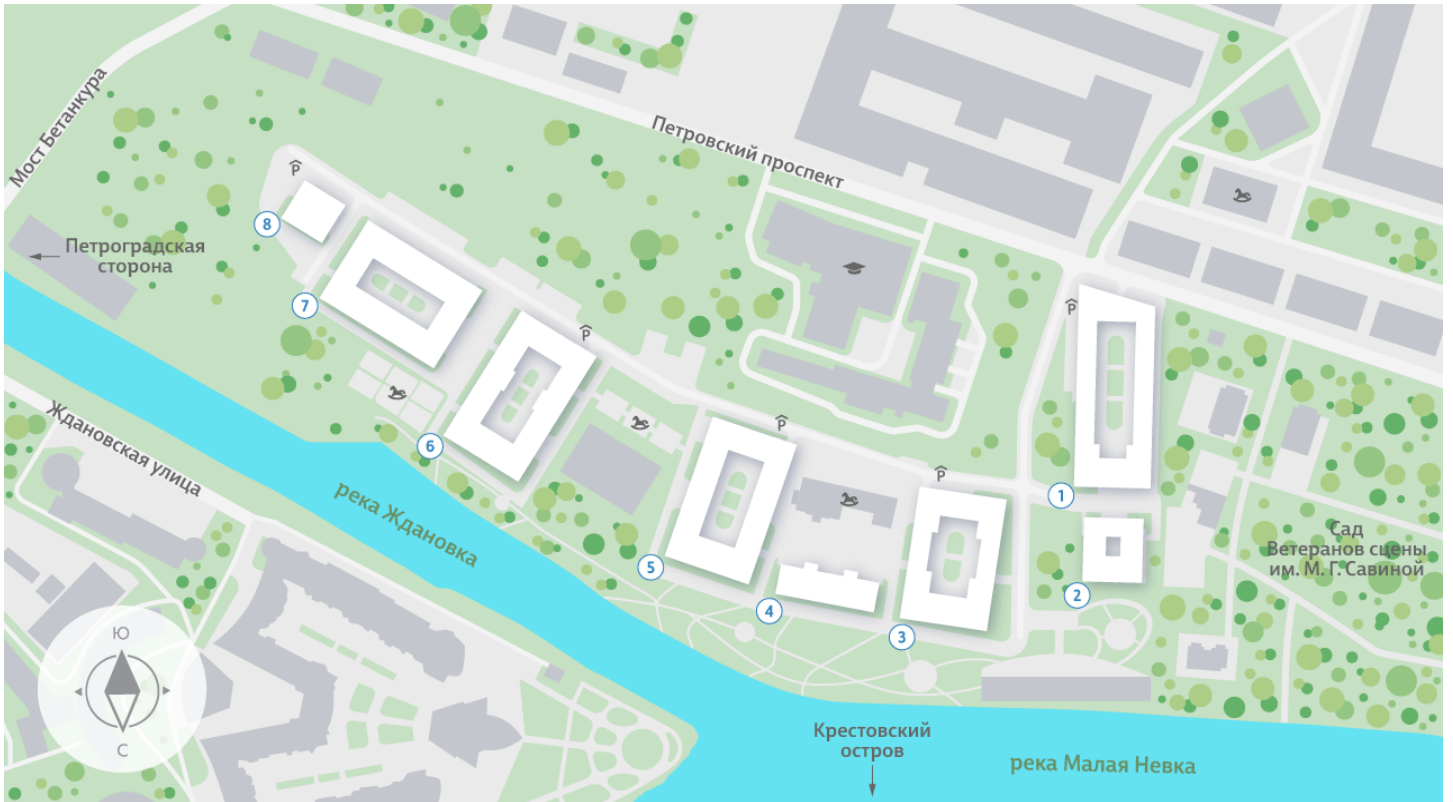 Мост Бетанкура
Петровский проспект
P
8
Петроградская
сторона
7
P
P
6
Ждановская улица
река Ждановка
P
P
5
4
3
1
2
Сад
Ветеранов сцены
им. М. Г. Савиной
Ю
С
Крестовский
остров
река Малая Невка